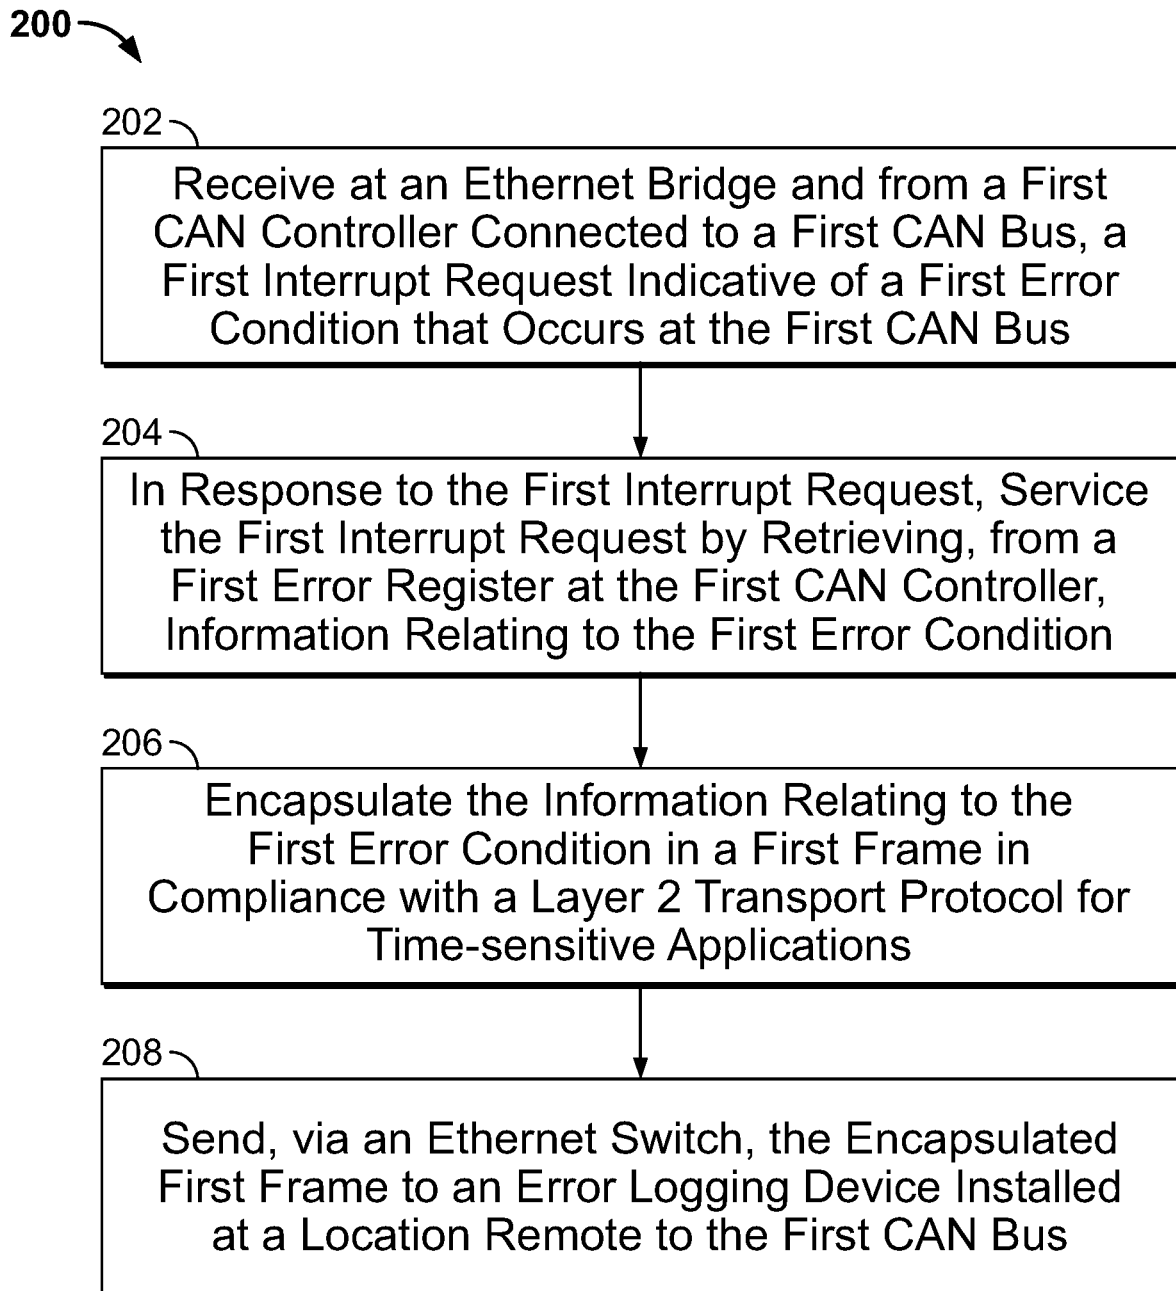 200
202
Receive at an Ethernet Bridge and from a First
CAN Controller Connected to a First CAN Bus, a
First Interrupt Request Indicative of a First Error
Condition that Occurs at the First CAN Bus
204
In Response to the First Interrupt Request, Service
the First Interrupt Request by Retrieving, from a
First Error Register at the First CAN Controller,
Information Relating to the First Error Condition
206
Encapsulate the Information Relating to the
First Error Condition in a First Frame in
Compliance with a Layer 2 Transport Protocol for
Time-sensitive Applications
208
Send, via an Ethernet Switch, the Encapsulated
First Frame to an Error Logging Device Installed
at a Location Remote to the First CAN Bus